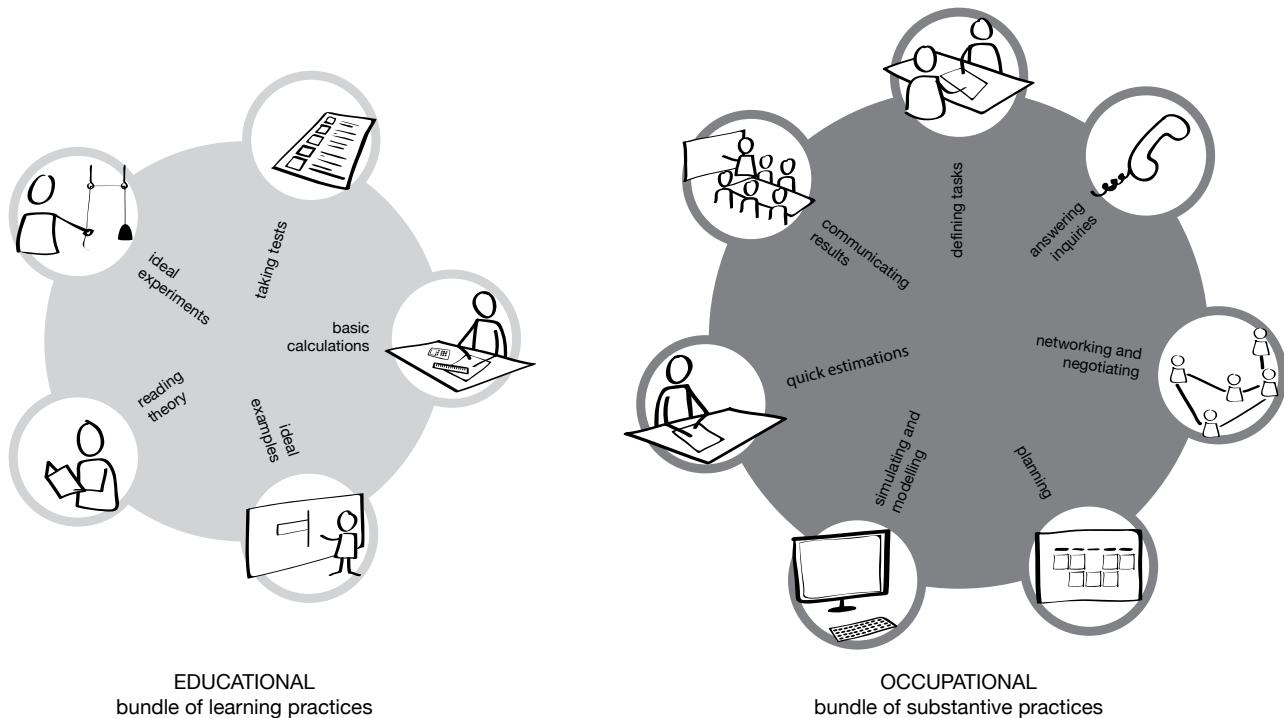 taking tests
ideal
experiments
basic
calculations
reading
theory
ideal
examples
EDUCATIONAL
bundle of learning practices
defining tasks
answering
inquiries
communicating
results
networking and
negotiating
quick estimations
simulating and
modelling
planning
OCCUPATIONAL
bundle of substantive practices